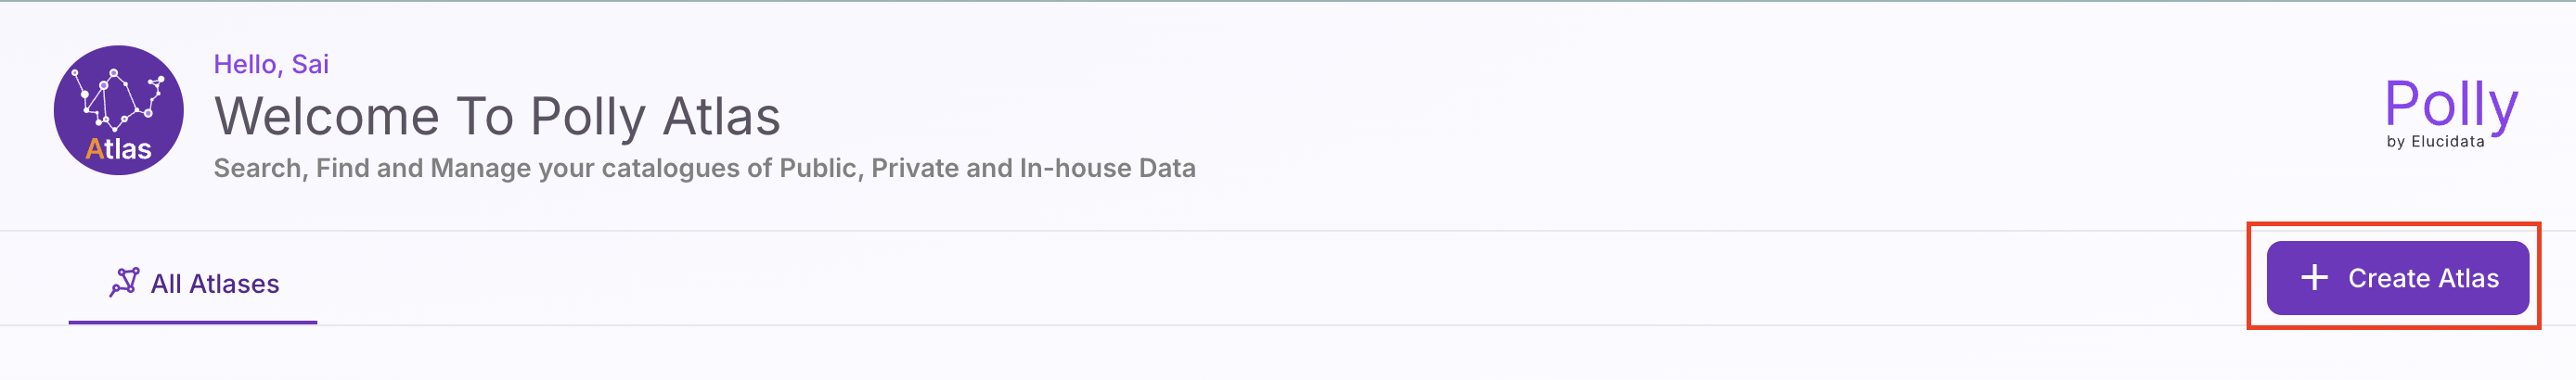 Atlas
Hello, Sai
Welcome To Polly Atlas
Search, Find and Manage your catalogues of Public, Private and In-house Data
Polly
by Elucidata
All Atlases
+ Create Atlas